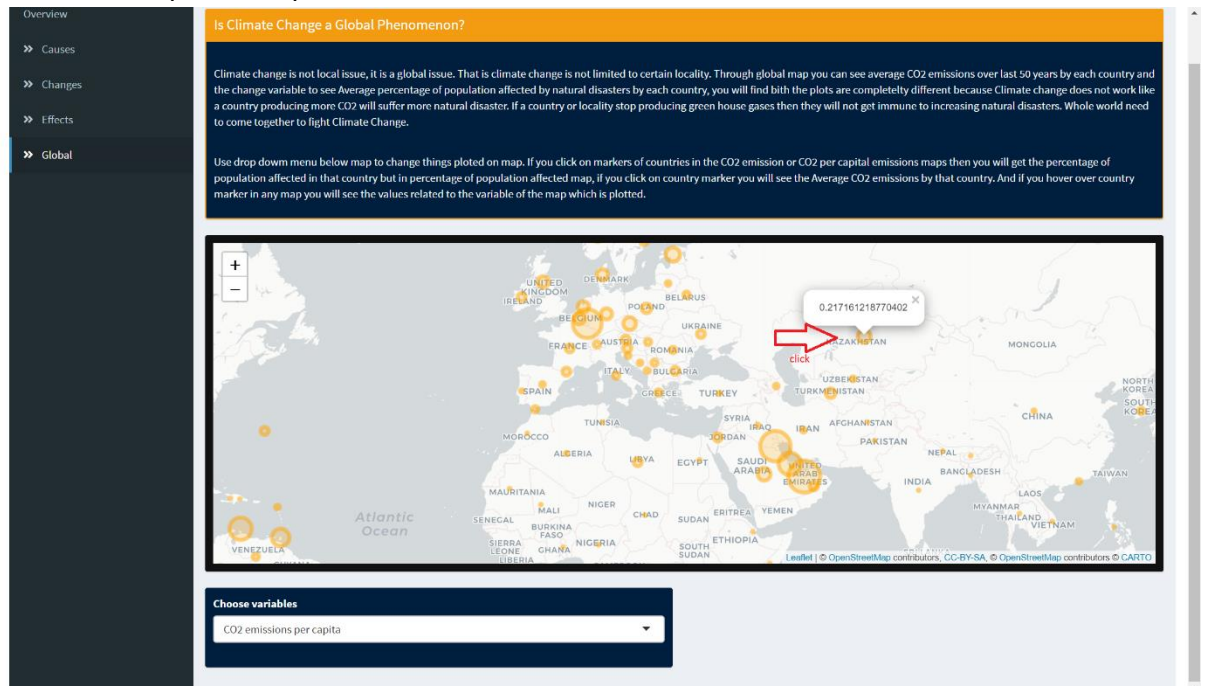 Overview
Causes
Changes
Effects
Global
Is Climate Change a Global Phenomenon?
Climate change is not local issue, it is a global issue. That is climate change is not limited to certain locality. Through global map you can see average CO2 emissions over last 50 years by each country and
the change variable to see Average percentage of population affected by natural disasters by each country, you will find bith the plots are completelty different because Climate change does not work like
a country producing more CO2 will suffer more natural disaster. If a country or locality stop producing green house gases then they will not get immune to increasing natural disasters. Whole world need
to come together to fight Climate Change.
Use drop dowm menu below map to change things ploted on map. If you click on markers of countries in the CO2 emission or CO2 per capital emissions maps then you will get the percentage of
population affected in that country but in percentage of population affected map, if you click on country marker you will see the Average CO2 emissions by that country. And if you hover over country
marker in any map you will see the values related to the variable of the map which is plotted.
+
−
UNITED
KINGDOM
DENMARK
IRELAND
BELARUS
POLAND
BELGIUM
UKRAINE
FRANCE
AUSTRIA
ROMANIA
ITALY
BULGARIA
SPAIN
GREECE
TURKEY
0.217161218770402 ×
KAZAKHSTAN
click
MONGOLIA
UZBEKISTAN
TURKMENISTAN
NORTH
KOREA
SOUTH
KOREA
CHINA
TUNISIA
SYRIA
IRAQ
IRAN
AFGHANISTAN
MOROCCO
JORDAN
PAKISTAN
ALGERIA
LIBYA
EGYPT
SAUDI
ARABIA
UNITED
ARAB
EMIRATES
NEPAL
BANGLADESH
INDIA
TAIWAN
MAURITANIA
LAOS
MALI
NIGER
CHAD
SUDAN
ERITREA
YEMEN
MYANMAR
THAILAND
VIETNAM
Atlantic
Ocean
SENEGAL
BURKINA
FASO
SIERRA
LEONE
GHANA
NIGERIA
SOUTH
SUDAN
ETHIOPIA
LIBERIA
VENEZUELA
Leaflet | © OpenStreetMap contributors, CC-BY-SA, © OpenStreetMap contributors © CARTO
Choose variables
CO2 emissions per capita